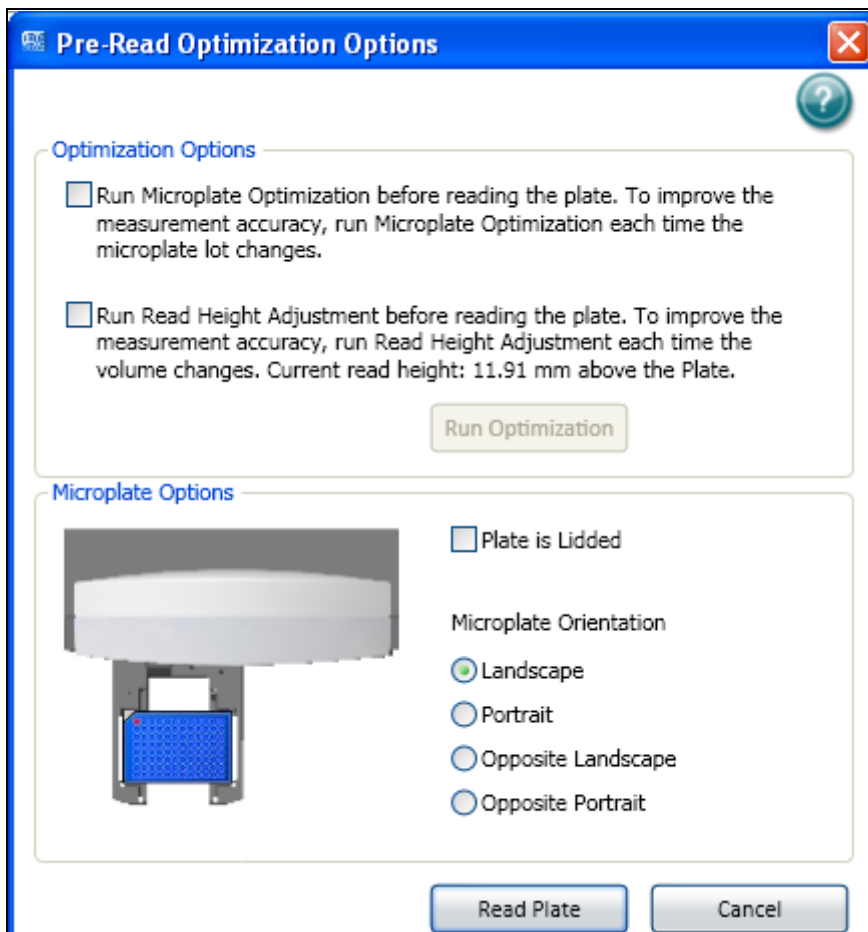 Pre-Read Optimization Options
?
Optimization Options
Run Microplate Optimization before reading the plate. To improve the
measurement accuracy, run Microplate Optimization each time the
microplate lot changes.
Run Read Height Adjustment before reading the plate. To improve the
measurement accuracy, run Read Height Adjustment each time the
volume changes. Current read height: 11.91 mm above the Plate.
Run Optimization
Microplate Options
Plate is Lidded
Microplate Orientation
Landscape
Portrait
Opposite Landscape
Opposite Portrait
Read Plate
Cancel